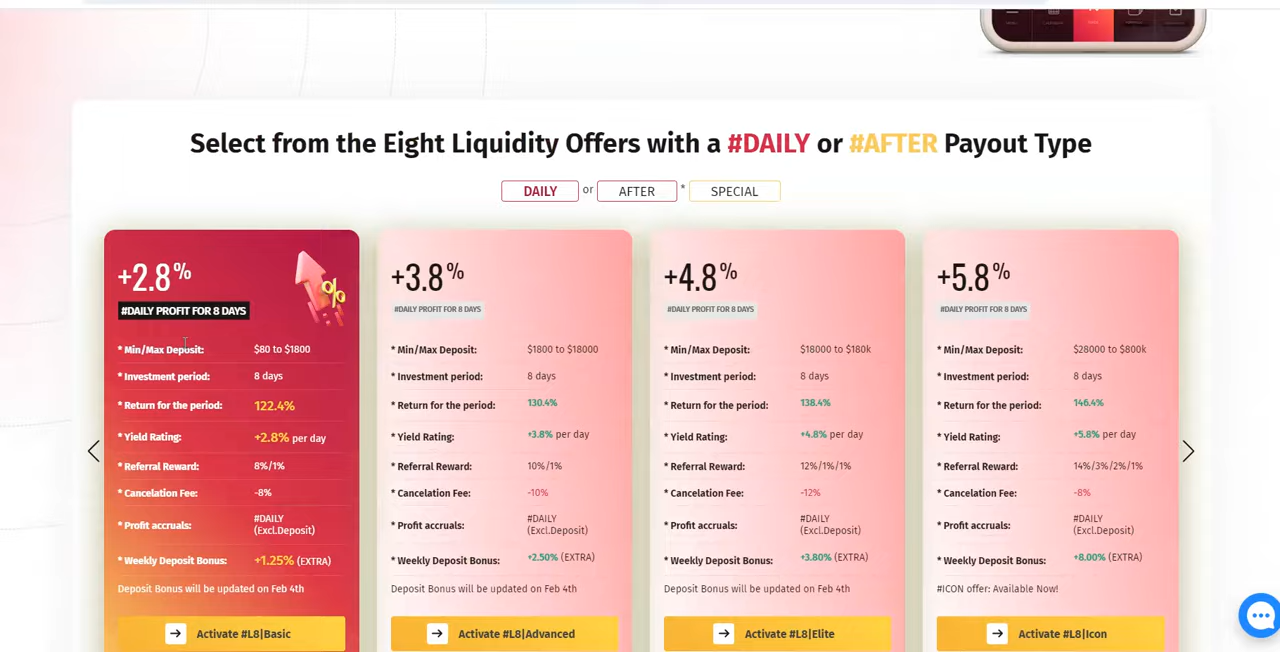 Select from the Eight Liquidity Offers with a #DAILY or #AFTER Payout Type
DAILY or AFTER * SPECIAL
+2.8%
#DAILY PROFIT FOR 8 DAYS
* Min/Max Deposit: $80 to $1800
* Investment period: 8 days
* Return for the period: 122.4%
* Yield Rating: +2.8% per day
* Referral Reward: 8%/1%
* Cancelation Fee: -8%
* Profit accruals: #DAILY
(Excl.Deposit)
* Weekly Deposit Bonus: +1.25% (EXTRA)
Deposit Bonus will be updated on Feb 4th
Activate #L8|Basic
+3.8%
#DAILY PROFIT FOR 8 DAYS
* Min/Max Deposit: $1800 to $18000
* Investment period: 8 days
* Return for the period: 130.4%
* Yield Rating: +3.8% per day
* Referral Reward: 10%/1%
* Cancelation Fee: -10%
* Profit accruals: #DAILY
(Excl.Deposit)
* Weekly Deposit Bonus: +2.50% (EXTRA)
Deposit Bonus will be updated on Feb 4th
Activate #L8|Advanced
+4.8%
#DAILY PROFIT FOR 8 DAYS
* Min/Max Deposit: $18000 to $180k
* Investment period: 8 days
* Return for the period: 138.4%
* Yield Rating: +4.8% per day
* Referral Reward: 12%/1%/1%
* Cancelation Fee: -12%
* Profit accruals: #DAILY
(Excl.Deposit)
* Weekly Deposit Bonus: +3.80% (EXTRA)
Deposit Bonus will be updated on Feb 4th
Activate #L8|Elite
+5.8%
#DAILY PROFIT FOR 8 DAYS
* Min/Max Deposit: $28000 to $800k
* Investment period: 8 days
* Return for the period: 146.4%
* Yield Rating: +5.8% per day
* Referral Reward: 14%/3%/2%/1%
* Cancelation Fee: -8%
* Profit accruals: #DAILY
(Excl.Deposit)
* Weekly Deposit Bonus: +8.00% (EXTRA)
#ICON offer: Available Now!
Activate #L8|Icon